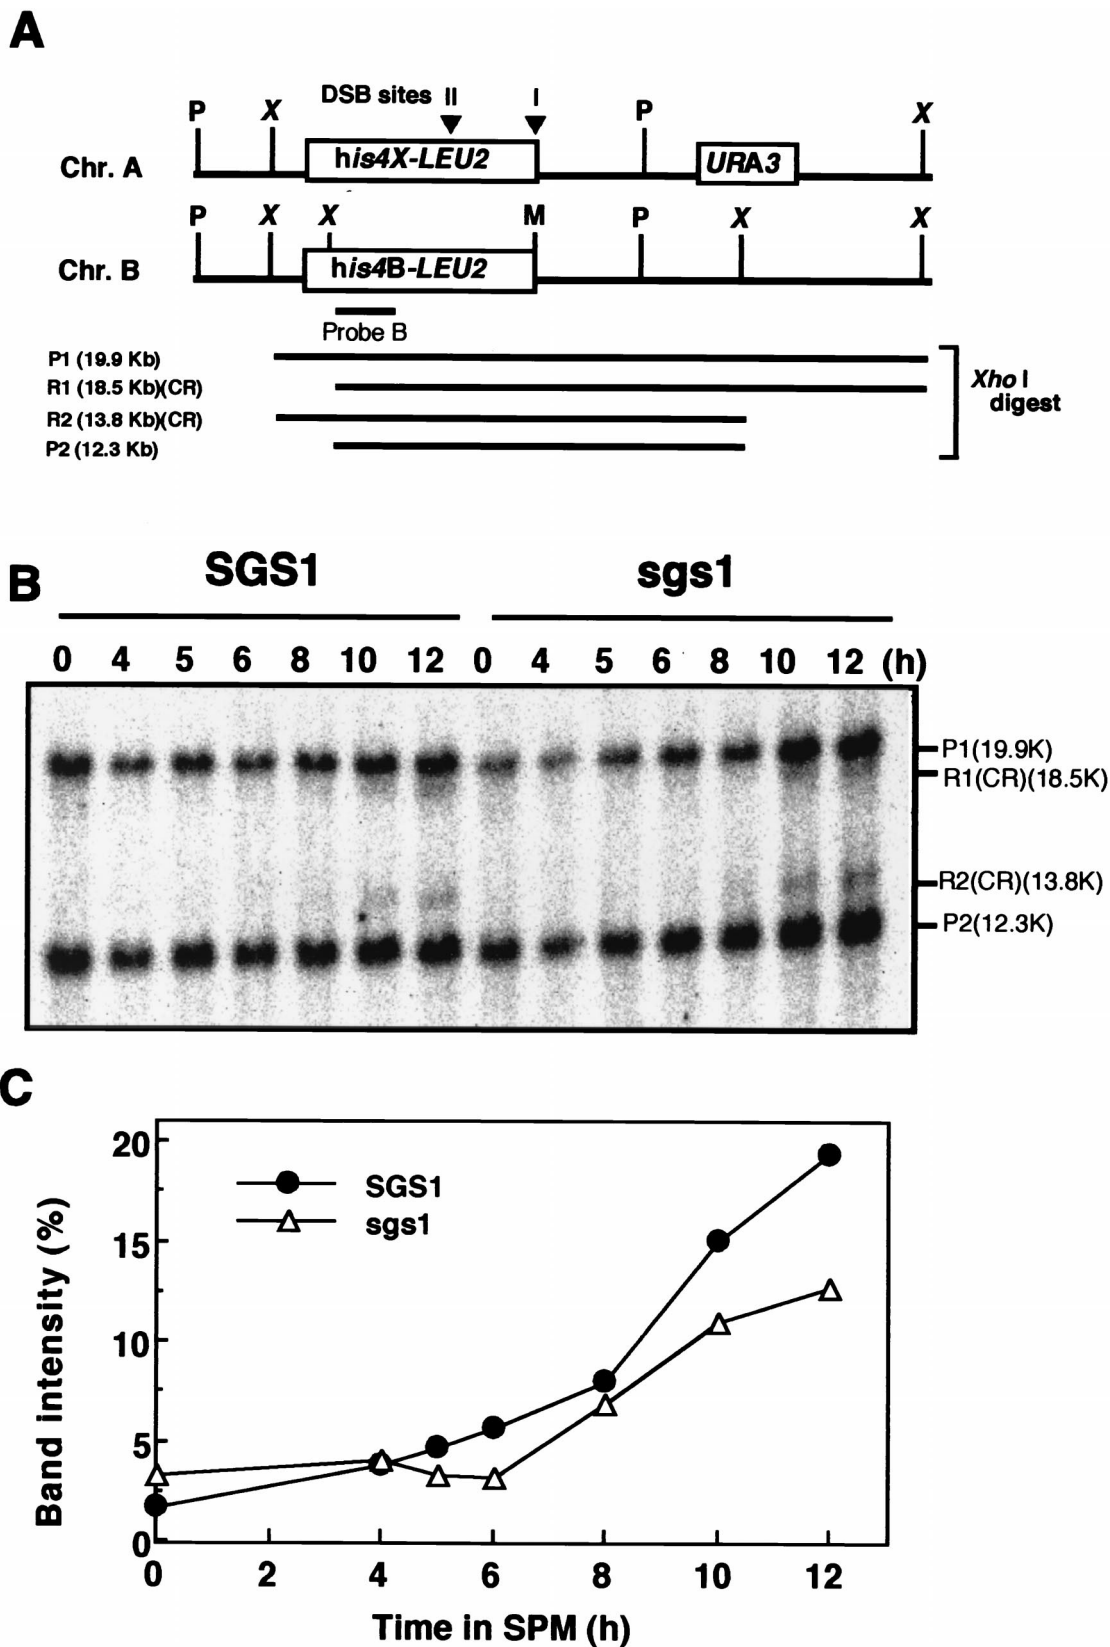 A
DSB sites II I
P X P X
Chr. A his4X-LEU2 URA3
P X X M P X X
Chr. B his4B-LEU2
Probe B
P1 (19.9 Kb)
R1 (18.5 Kb)(CR)
R2 (13.8 Kb)(CR)
P2 (12.3 Kb)
Xho I
digest
B
SGS1 sgs1
0 4 5 6 8 10 12 0 4 5 6 8 10 12 (h)
P1(19.9K)
R1(CR)(18.5K)
R2(CR)(13.8K)
P2(12.3K)
C
Band intensity (%)
20
15
10
5
0
SGS1
sgs1
0 2 4 6 8 10 12
Time in SPM (h)